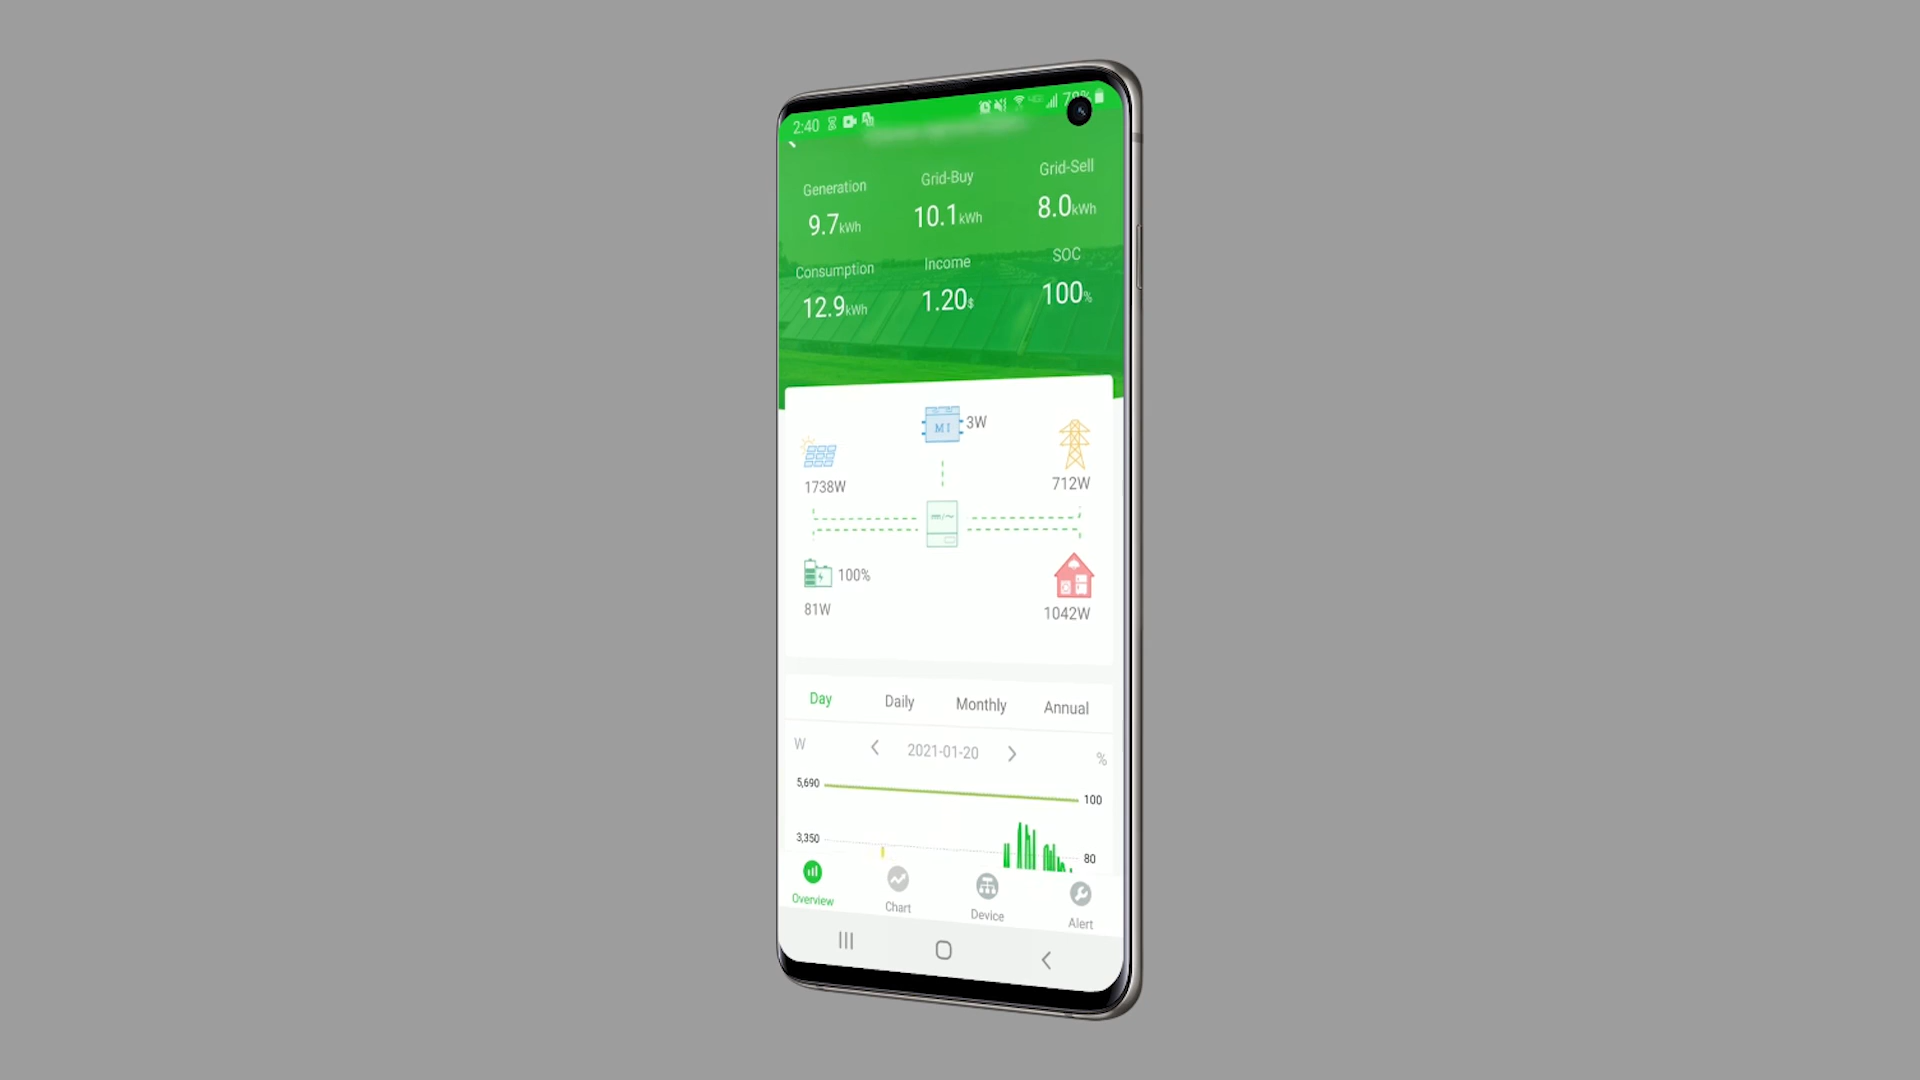 2:40
Generation
Grid-Buy
Grid-Sell
9.7kWh
10.1kWh
8.0kWh
Consumption
Income
SOC
12.9kWh
1.20$
100%
MI
3W
1738W
712W
100%
81W
1042W
Day
Daily
Monthly
Annual
W
2021-01-20
%
5,690
100
3,350
80
Overview
Chart
Device
Alert